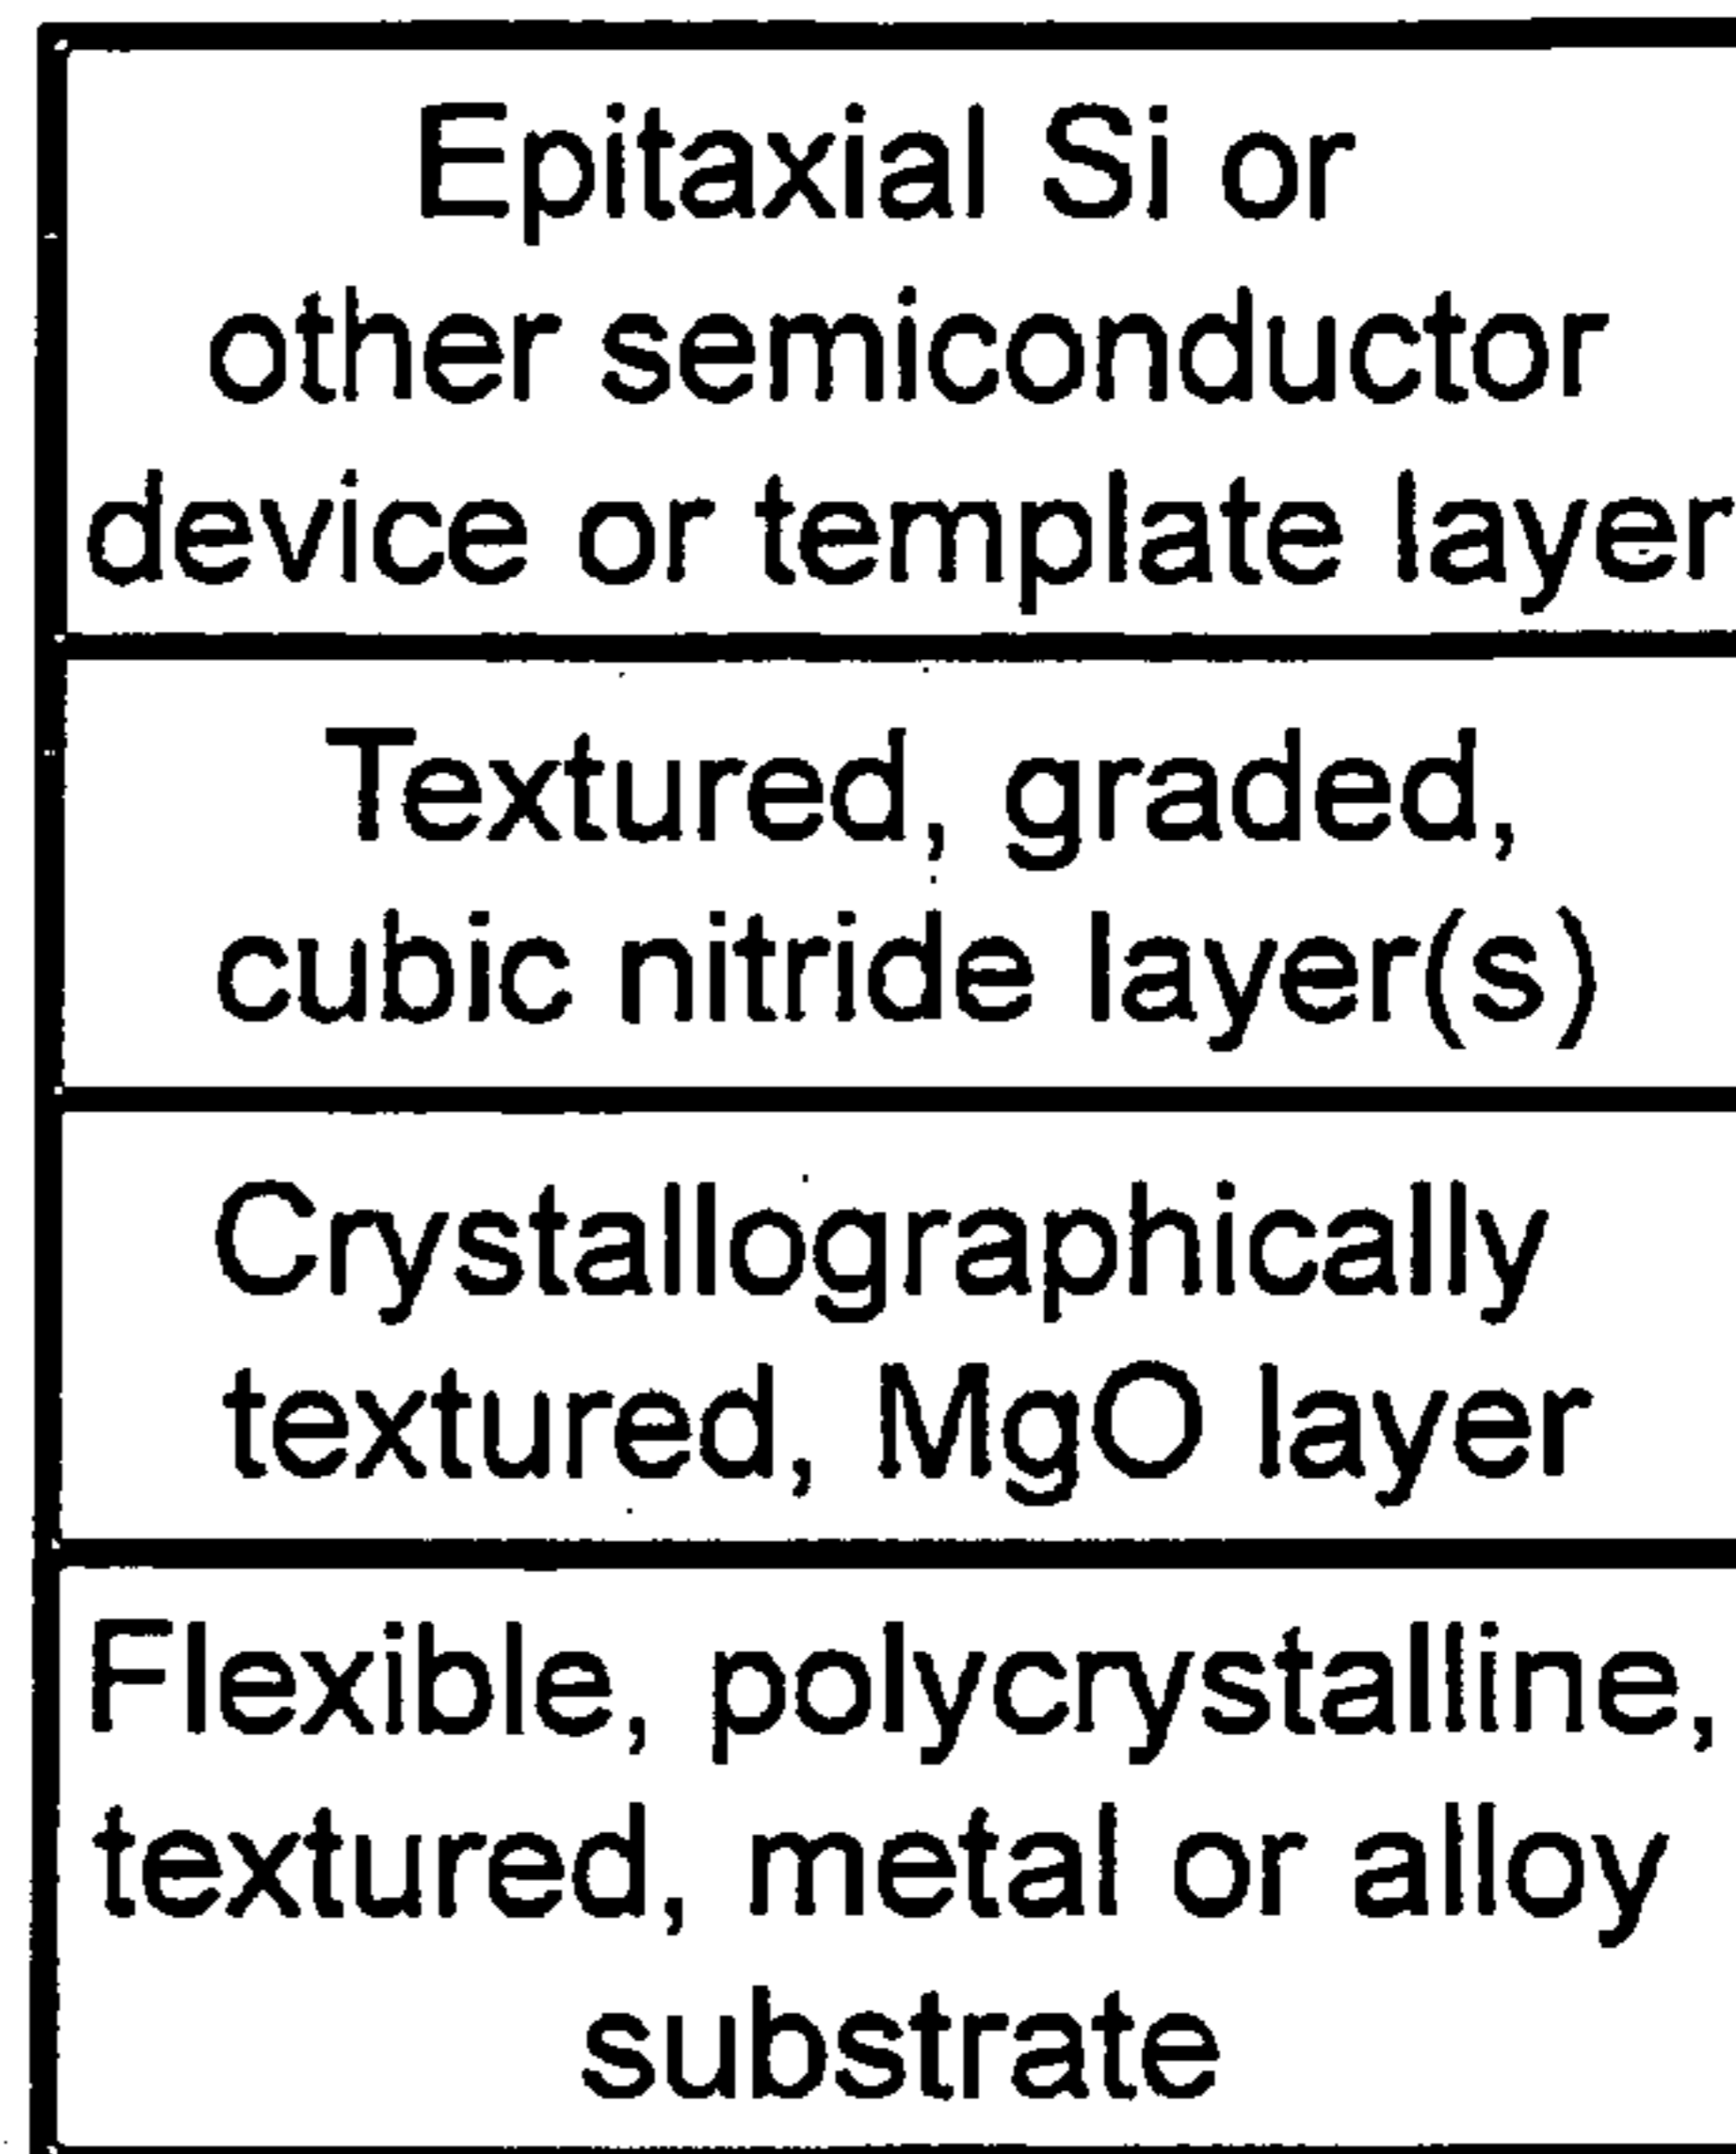 Epitaxial Si or
other semiconductor
device or template layer
Textured, graded,
cubic nitride layer(s)
Crystallographically
textured, MgO layer
Flexible, polycrystalline,
textured, metal or alloy
substrate